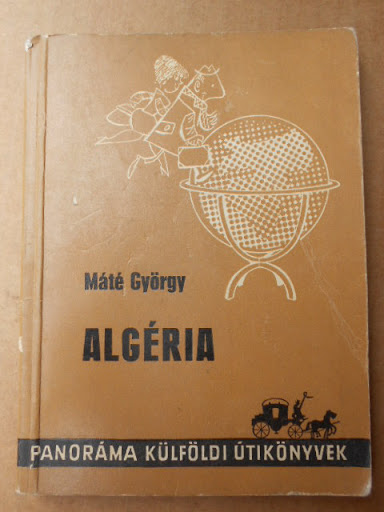 Máté György
ALGÉRIA
PANORÁMA KÜLFÖLDI ÚTIKÖNYVEK